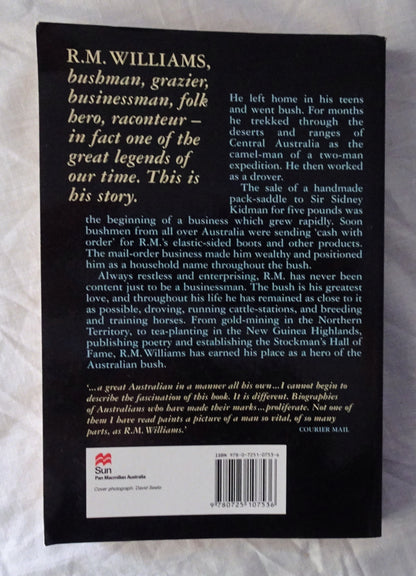 R.M. WILLIAMS,
bushman, grazier,
businessman, folk
hero, raconteur –
in fact one of the
great legends of
our time. This is
his story.
He left home in his teens
and went bush. For months
he trekked through the
deserts and ranges of
Central Australia as the
camel-man of a two-man
expedition. He then worked
as a drover.
The sale of a handmade
pack-saddle to Sir Sidney
Kidman for five pounds was
the beginning of a business which grew rapidly. Soon
bushmen from all over Australia were sending 'cash with
order' for R.M.'s elastic-sided boots and other products.
The mail-order business made him wealthy and positioned
him as a household name throughout the bush.
Always restless and enterprising, R.M. has never been
content just to be a businessman. The bush is his greatest
love, and throughout his life he has remained as close to it
as possible, droving, running cattle-stations, and breeding
and training horses. From gold-mining in the Northern
Territory, to tea-planting in the New Guinea Highlands,
publishing poetry and establishing the Stockman's Hall of
Fame, R.M. Williams has earned his place as a hero of the
Australian bush.
'...a great Australian in a manner all his own...I cannot begin to
describe the fascination of this book. It is different. Biographies
of Australians who have made their marks...proliferate. Not one of
them I have read paints a picture of a man so vital, of so many
parts, as R.M. Williams.' COURIER MAIL
Sun
Pan Macmillan Australia
Cover photograph: David Beals
ISBN 978-0-7251-0753-6
9 780725 107536